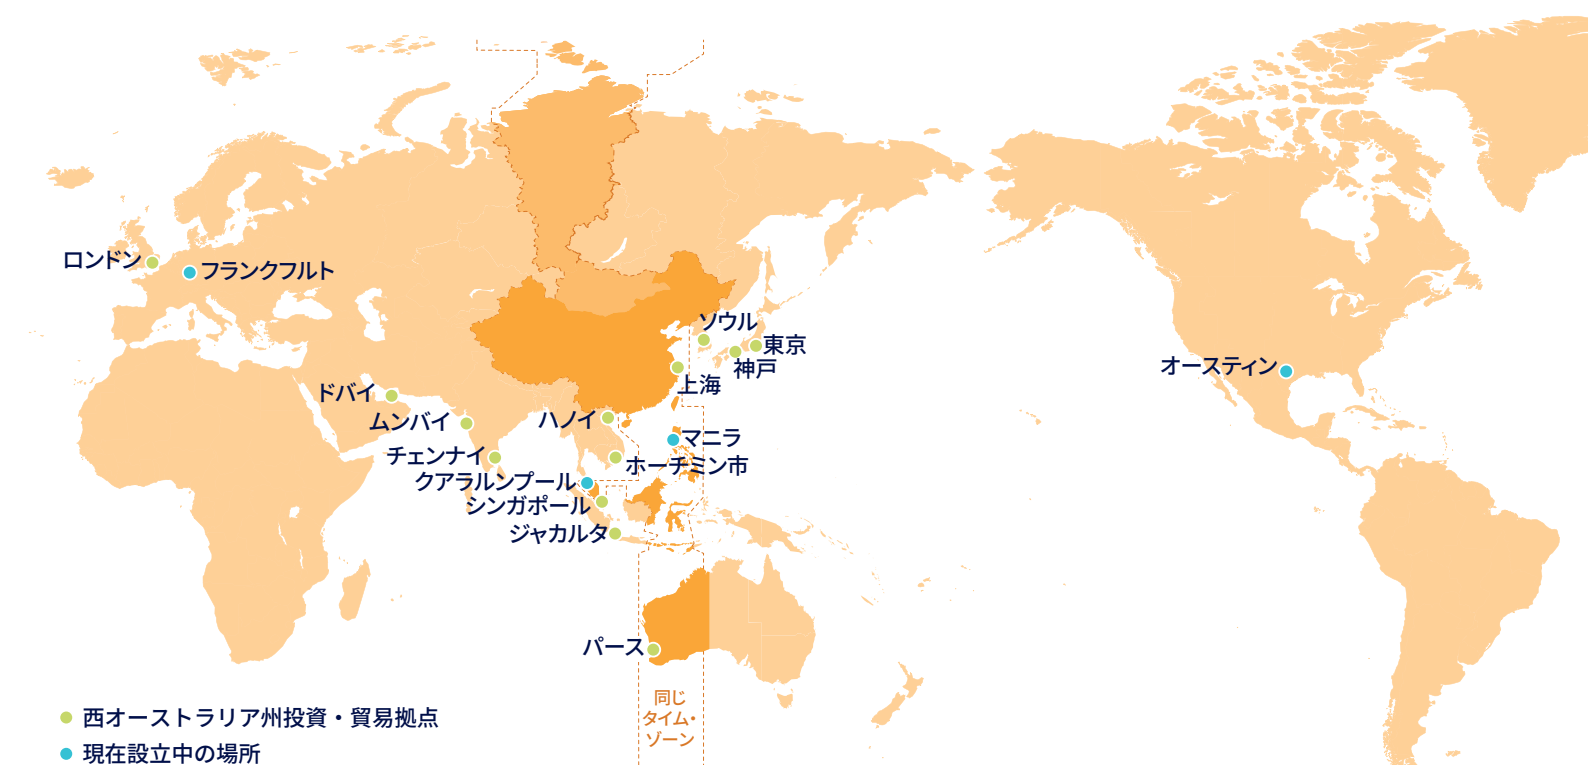 ロンドン
フランクフルト
ソウル
東京
神戸
オースティン
上海
ドバイ
ムンバイ
ハノイ
マニラ
チェンナイ
ホーチミン市
クアラルンプール
シンガポール
ジャカルタ
パース
同じ
タイム・
ゾーン
西オーストラリア州投資・貿易拠点
現在設立中の場所